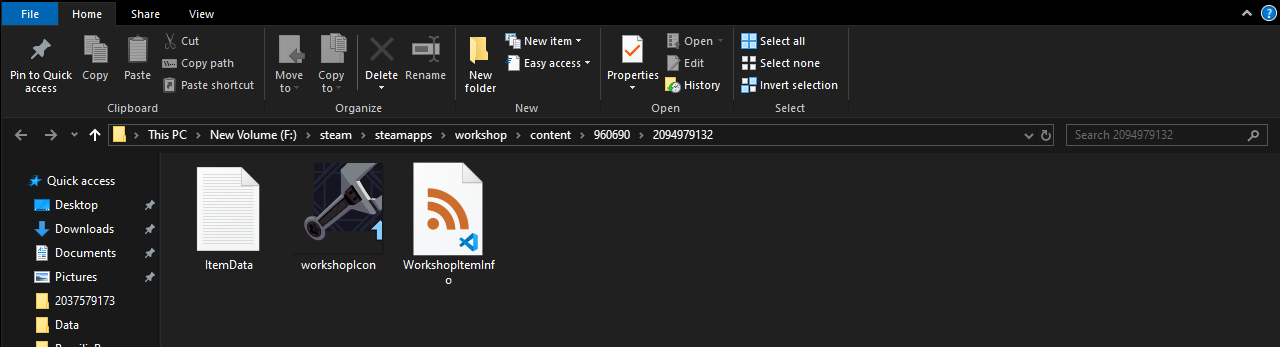 File Home Share View
Pin to Quick access
Copy
Paste
Cut
Copy path
Paste shortcut
Clipboard
Move to
Copy to
Delete
Rename
Organize
New folder
New item
Easy access
New
Properties
Open
Edit
History
Open
Select all
Select none
Invert selection
Select
This PC New Volume (F:) steam steamapps workshop content 960690 2094979132
Search 2094979132
Quick access
Desktop
Downloads
Documents
Pictures
2037579173
Data
ItemData
workshopIcon
WorkshopItemInf
o